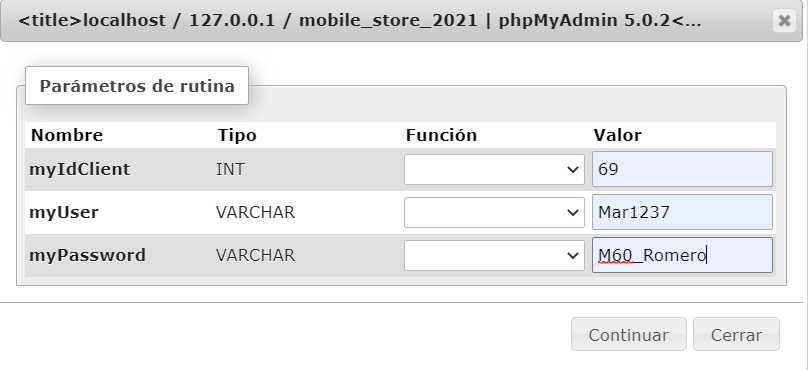 <title>localhost / 127.0.0.1 / mobile_store_2021 | phpMyAdmin 5.0.2<...
Parámetros de rutina
Nombre Tipo Función Valor
myIdClient INT 69
myUser VARCHAR Mar1237
myPassword VARCHAR M60_Romero
Continuar Cerrar